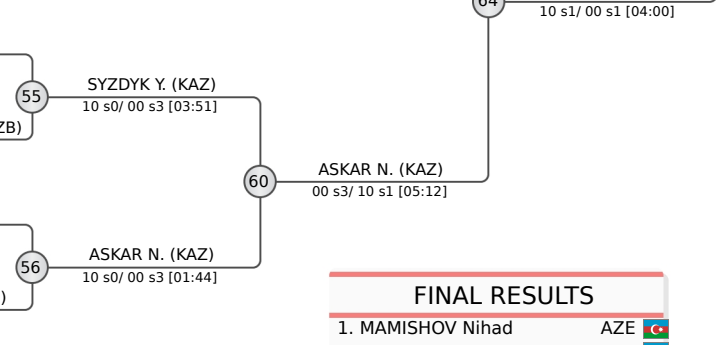 64
10 s1/ 00 s1 [04:00]
SYZDYK Y. (KAZ)
55
10 s0/ 00 s3 [03:51]
ZB)
ASKAR N. (KAZ)
60
00 s3/ 10 s1 [05:12]
ASKAR N. (KAZ)
56
10 s0/ 00 s3 [01:44]
)
FINAL RESULTS
1. MAMISHOV Nihad AZE